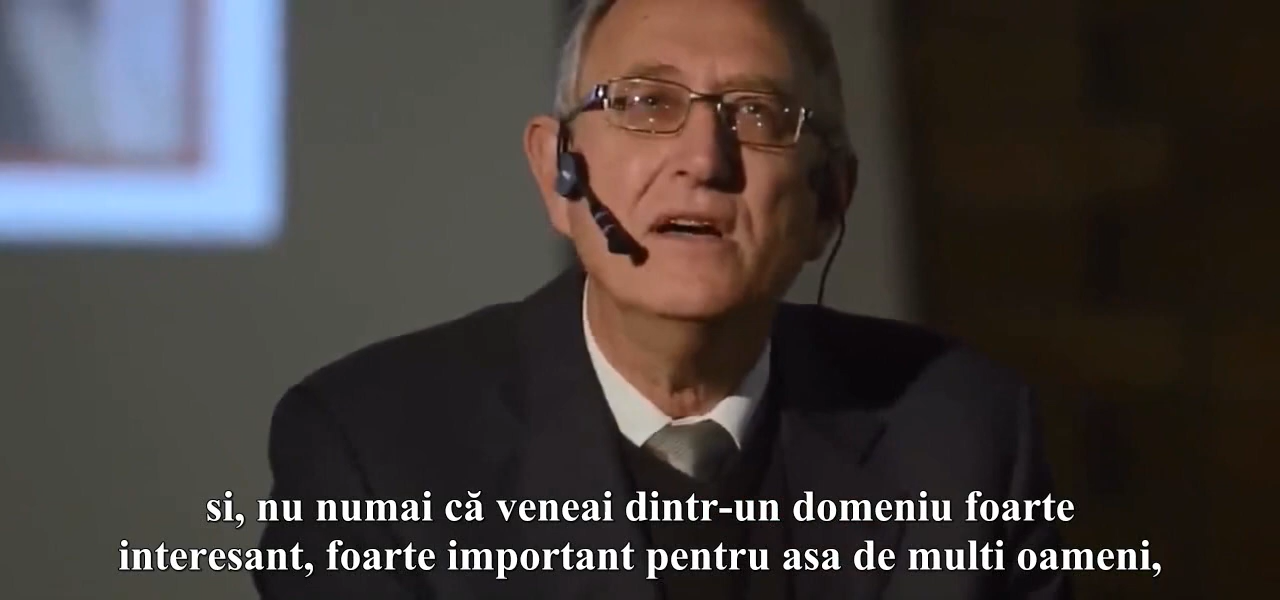 si, nu numai că veneai dintr-un domeniu foarte
interesant, foarte important pentru asa de multi oameni,